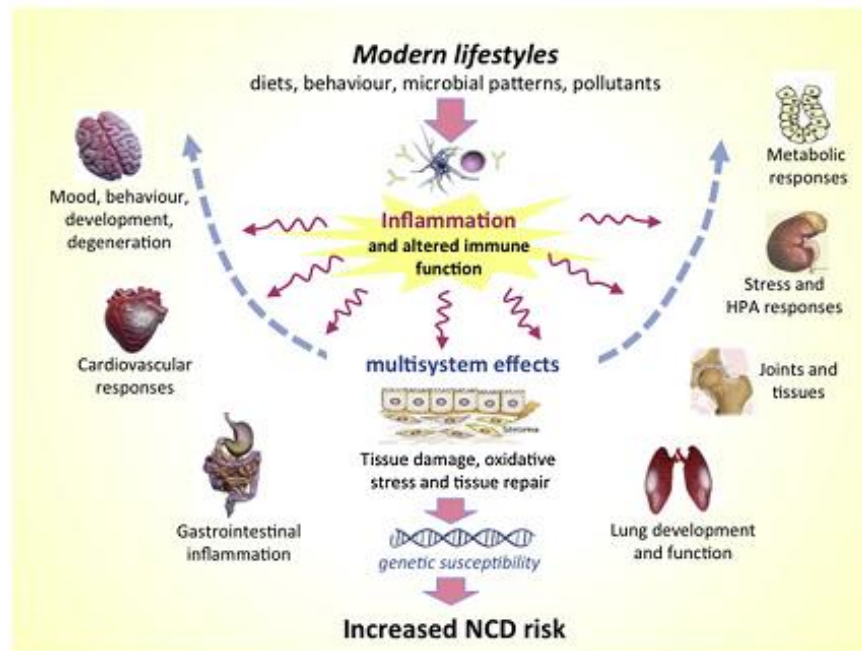 Modern lifestyles
diets, behaviour, microbial patterns, pollutants
Mood, behaviour,
development,
degeneration
Metabolic
responses
Inflammation
and altered immune
function
Stress and
HPA responses
Cardiovascular
responses
multisystem effects
Joints and
tissues
Stroma
Tissue damage, oxidative
stress and tissue repair
Gastrointestinal
inflammation
Lung development
and function
genetic susceptibility
Increased NCD risk